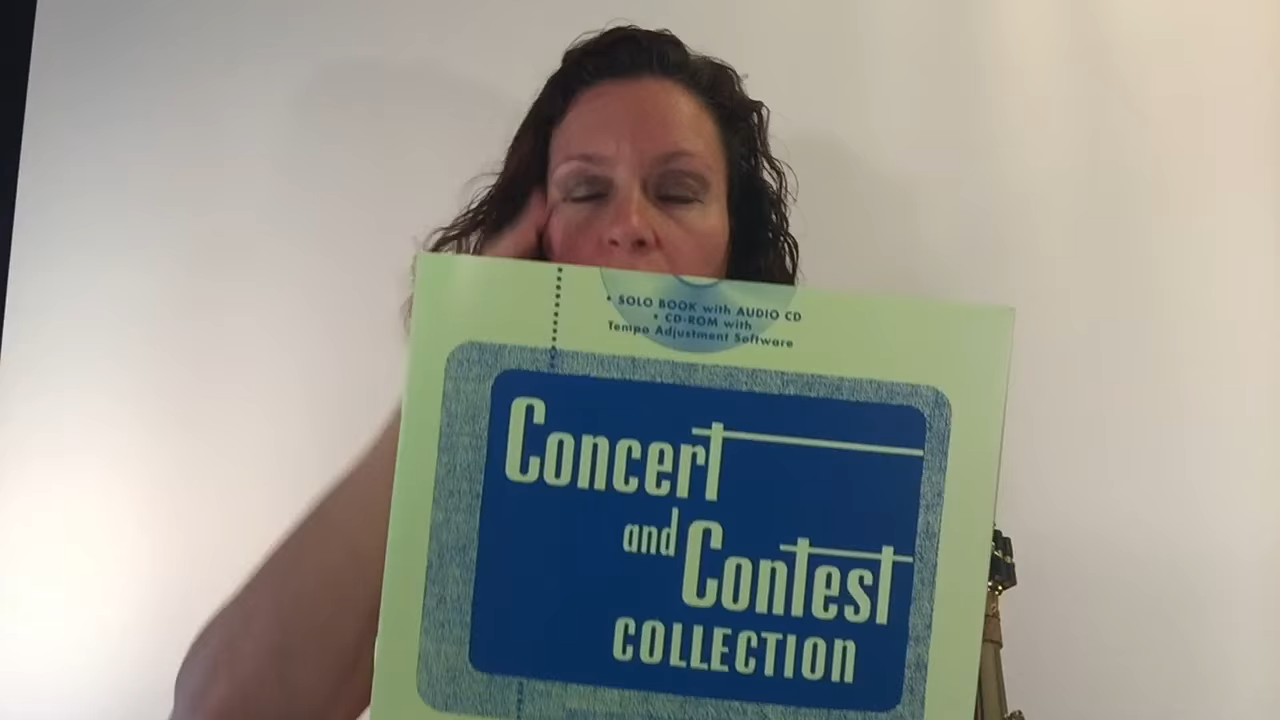 • SOLO BOOK with AUDIO CD
• CD-ROM with
Tempo Adjustment Software
Concert
and Contest
COLLECTION